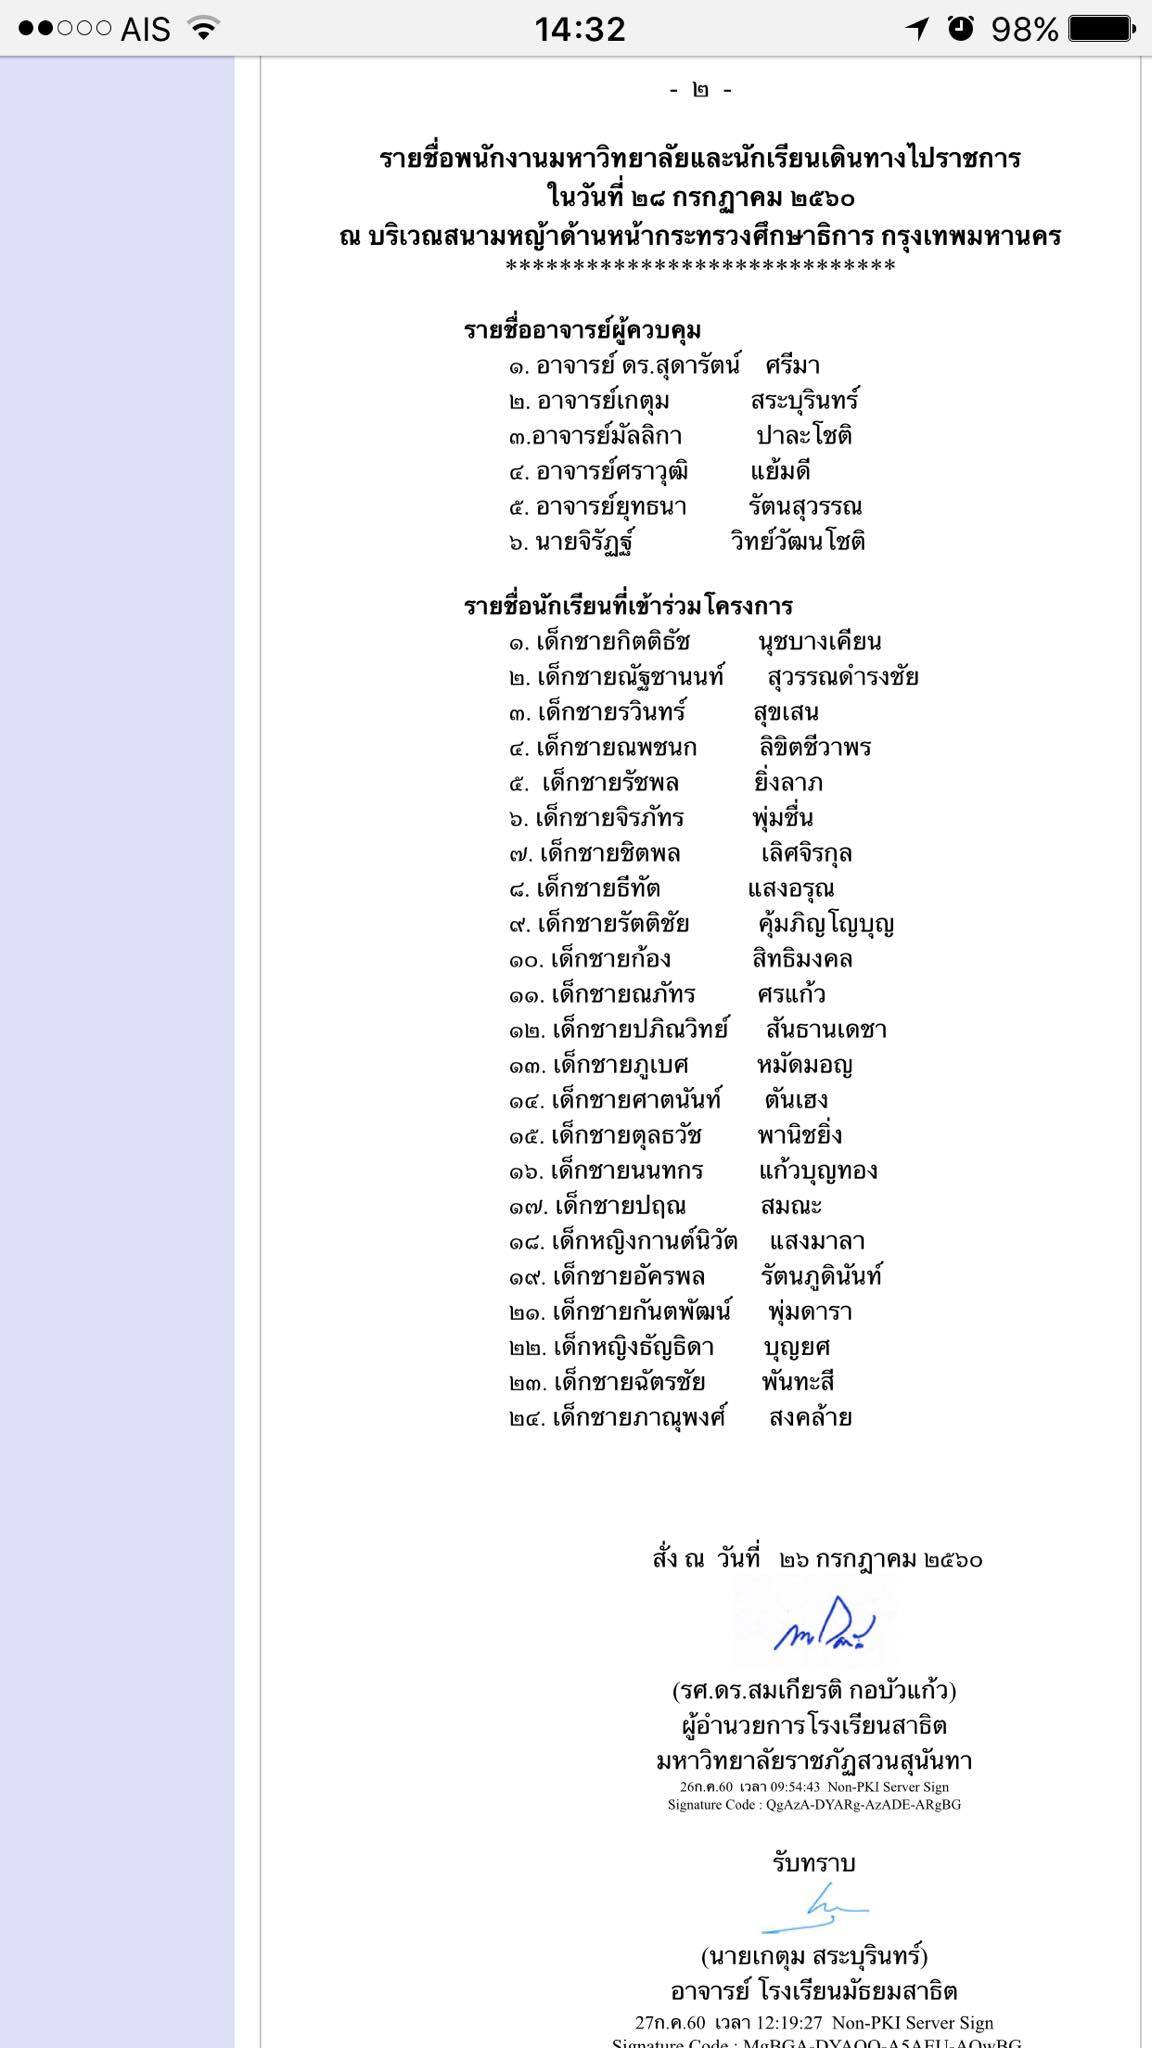 AIS 14:32 98%
- ๒ -
รายชื่อพนักงานมหาวิทยาลัยและนักเรียนเดินทางไปราชการ
ในวันที่ ๒๘ กรกฎาคม ๒๕๖๐
ณ บริเวณสนามหญ้าด้านหน้ากระทรวงศึกษาธิการ กรุงเทพมหานคร
*****************************
รายชื่ออาจารย์ผู้ควบคุม
๑. อาจารย์ ดร.สุดารัตน์ ศรีมา
๒. อาจารย์เกตุม สระบุรินทร์
๓.อาจารย์มัลลิกา ปาละโชติ
๔. อาจารย์ศราวุฒิ แย้มดี
๕. อาจารย์ยุทธนา รัตนสุวรรณ
๖. นายจิรัฏฐ์ วิทย์วัฒนโชติ
รายชื่อนักเรียนที่เข้าร่วมโครงการ
๑. เด็กชายกิตติธัช นุชบางเคียน
๒. เด็กชายณัฐชานนท์ สุวรรณดำรงชัย
๓. เด็กชายรวินทร์ สุขเสน
๔. เด็กชายณพชนก ลิขิตชีวาพร
๕. เด็กชายรัชพล ยิ่งลาภ
๖. เด็กชายจิรภัทร พุ่มชื่น
๗. เด็กชายชิตพล เลิศจิรกุล
๘. เด็กชายธีทัต แสงอรุณ
๙. เด็กชายรัตติชัย คุ้มภิญโญบุญ
๑๐. เด็กชายก้อง สิทธิมงคล
๑๑. เด็กชายณภัทร ศรแก้ว
๑๒. เด็กชายปภิณวิทย์ สันธานเดชา
๑๓. เด็กชายภูเบศ หมัดมอญ
๑๔. เด็กชายศาตนันท์ ตันเฮง
๑๕. เด็กชายตุลธวัช พานิชยิ่ง
๑๖. เด็กชายนนทกร แก้วบุญทอง
๑๗. เด็กชายปฤณ สมณะ
๑๘. เด็กหญิงกานต์นิวัต แสงมาลา
๑๙. เด็กชายอัครพล รัตนภูดินันท์
๒๑. เด็กชายกันตพัฒน์ พุ่มดารา
๒๒. เด็กหญิงธัญธิดา บุญยศ
๒๓. เด็กชายฉัตรชัย พันทะสี
๒๔. เด็กชายภาณุพงศ์ สงคล้าย
สั่ง ณ วันที่ ๒๖ กรกฎาคม ๒๕๖๐
(รศ.ดร.สมเกียรติ กอบัวแก้ว)
ผู้อำนวยการโรงเรียนสาธิต
มหาวิทยาลัยราชภัฏสวนสุนันทา
26ก.ค.60 เวลา 09:54:43 Non-PKI Server Sign
Signature Code : QgAzA-DYARg-AzADE-ARgBG
รับทราบ
(นายเกตุม สระบุรินทร์)
อาจารย์ โรงเรียนมัธยมสาธิต
27ก.ค.60 เวลา 12:19:27 Non-PKI Server Sign
Signature Code :